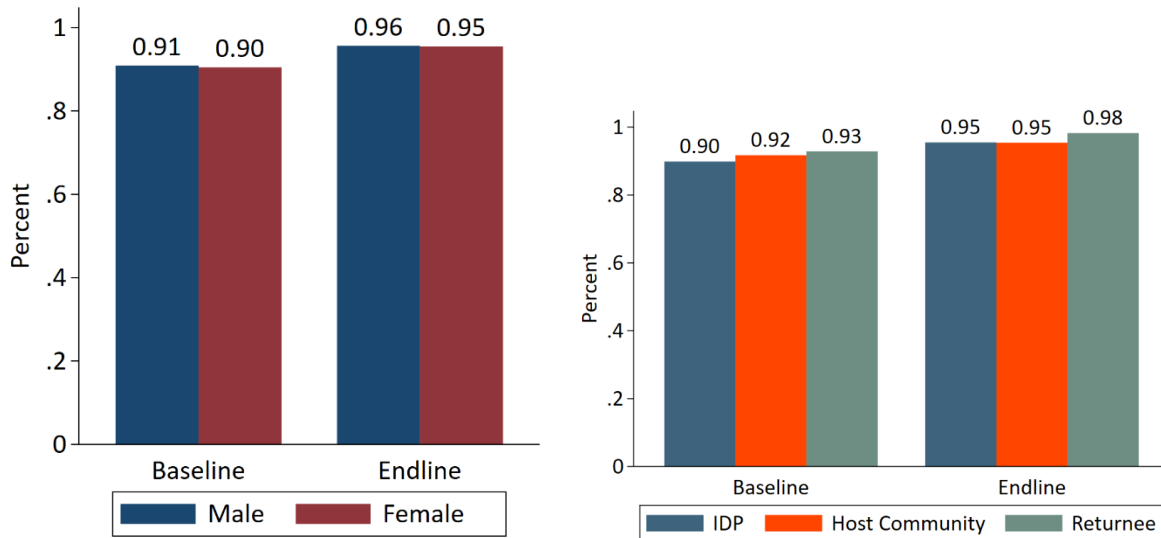 1
.8
.6
.4
.2
0
Percent
0.91 0.90 0.96 0.95
Baseline Endline
Male Female
1
.8
.6
.4
.2
0
Percent
0.90 0.92 0.93 0.95 0.95 0.98
Baseline Endline
IDP Host Community Returnee